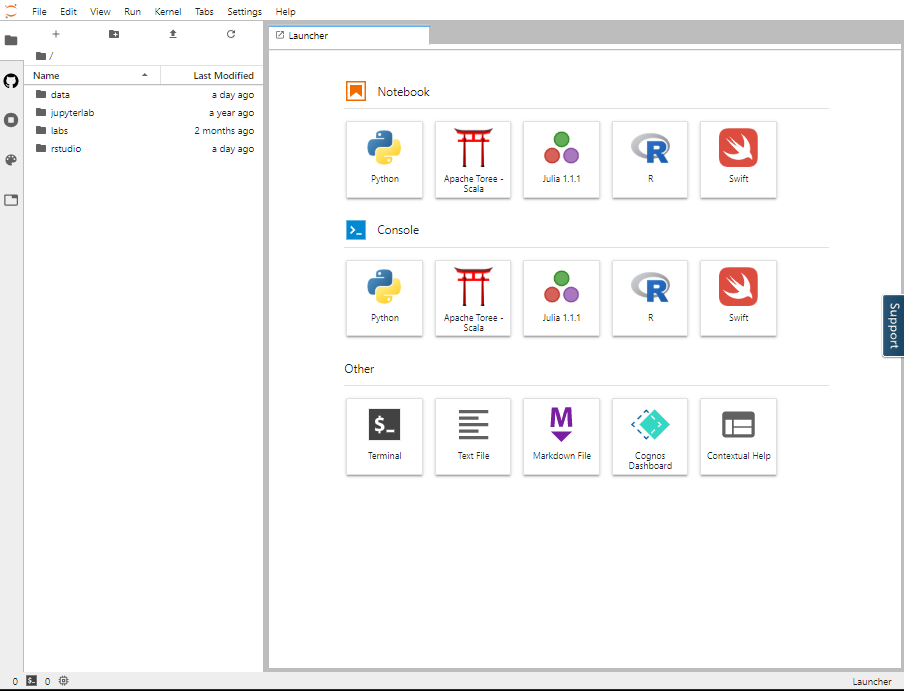 File Edit View Run Kernel Tabs Settings Help
Launcher
/
Name Last Modified
data a day ago
jupyterlab a year ago
labs 2 months ago
rstudio a day ago
Notebook
Python
Apache Toree -
Scala
Julia 1.1.1
R
Swift
Console
Python
Apache Toree -
Scala
Julia 1.1.1
R
Swift
Other
$_
Terminal
Text File
M
Markdown File
Cognos
Dashboard
Contextual Help
Support
0 $_ 0 Launcher